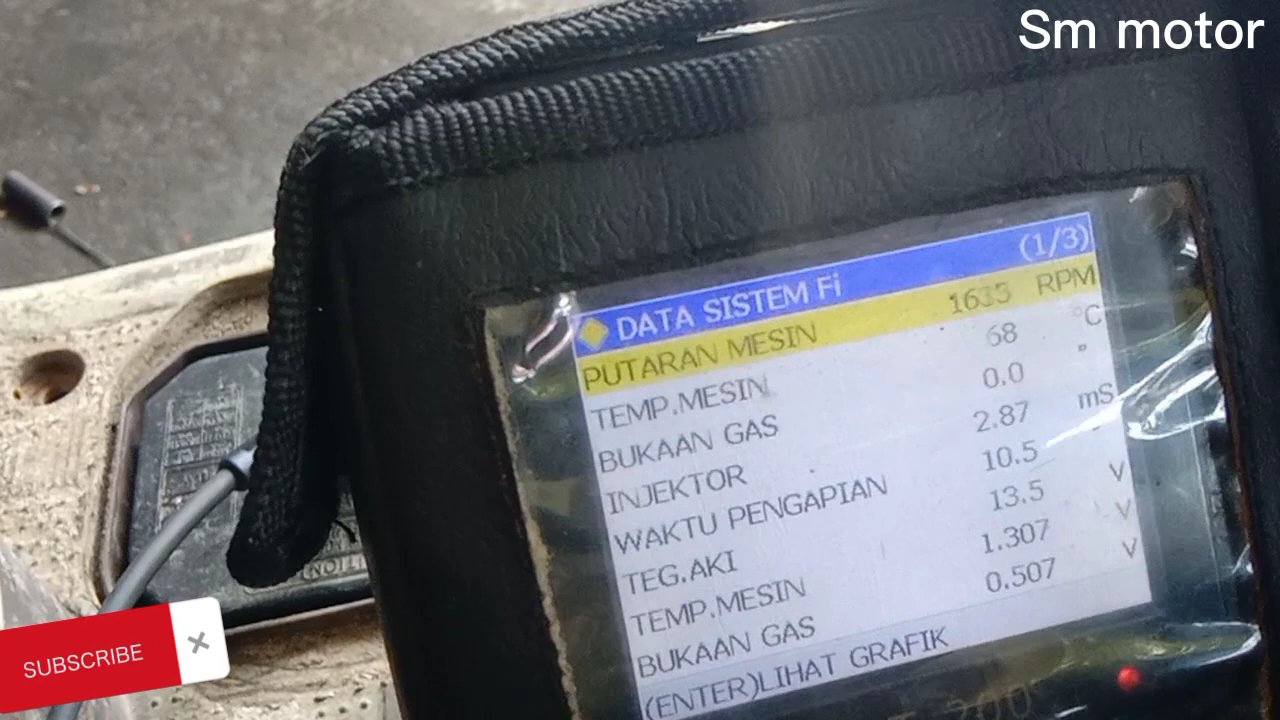 Sm motor
DATA SISTEM Fi (1/3)
PUTARAN MESIN 1635 RPM
TEMP.MESIN 68 °C
BUKAAN GAS 0.0 °
INJEKTOR 2.87 mS
WAKTU PENGAPIAN 10.5 °
TEG.AKI 13.5 V
TEMP.MESIN 1.307 V
BUKAAN GAS 0.507 V
(ENTER)LIHAT GRAFIK
SUBSCRIBE